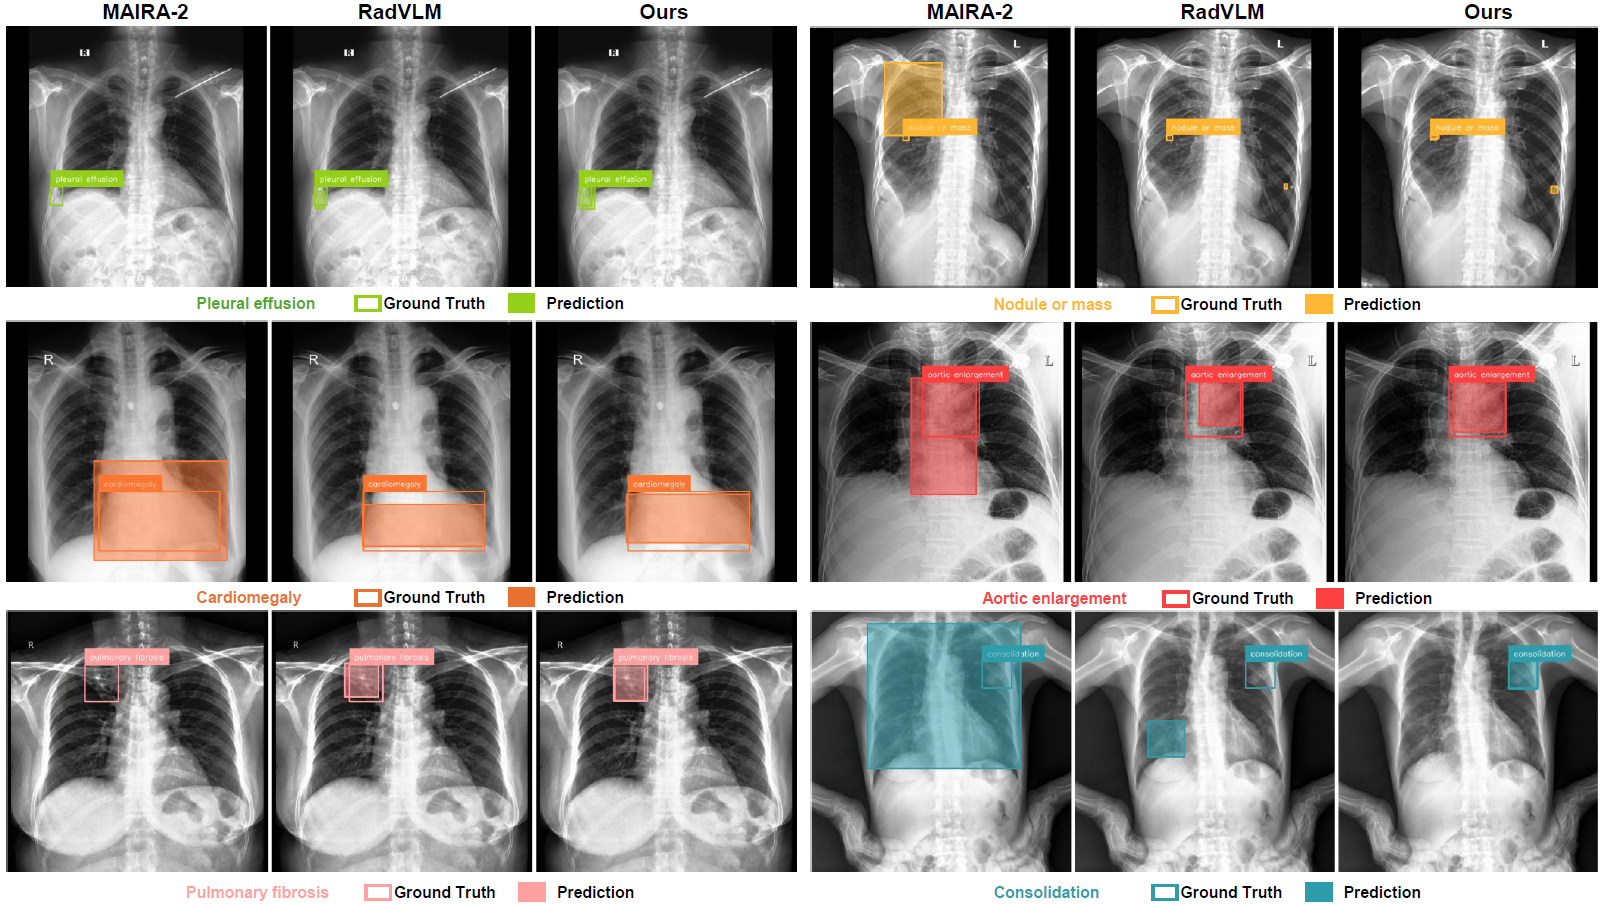 MAIRA-2 RadVLM Ours MAIRA-2 RadVLM Ours
L L L
pleural effusion pleural effusion pleural effusion nodule or mass nodule or mass nodule or mass
Pleural effusion Ground Truth Prediction Nodule or mass Ground Truth Prediction
R R R L L L
aortic enlargement aortic enlargement aortic enlargement
cardiomegaly cardiomegaly cardiomegaly
Cardiomegaly Ground Truth Prediction Aortic enlargement Ground Truth Prediction
R R R
pulmonary fibrosis pulmonary fibrosis pulmonary fibrosis consolidation consolidation consolidation
Pulmonary fibrosis Ground Truth Prediction Consolidation Ground Truth Prediction